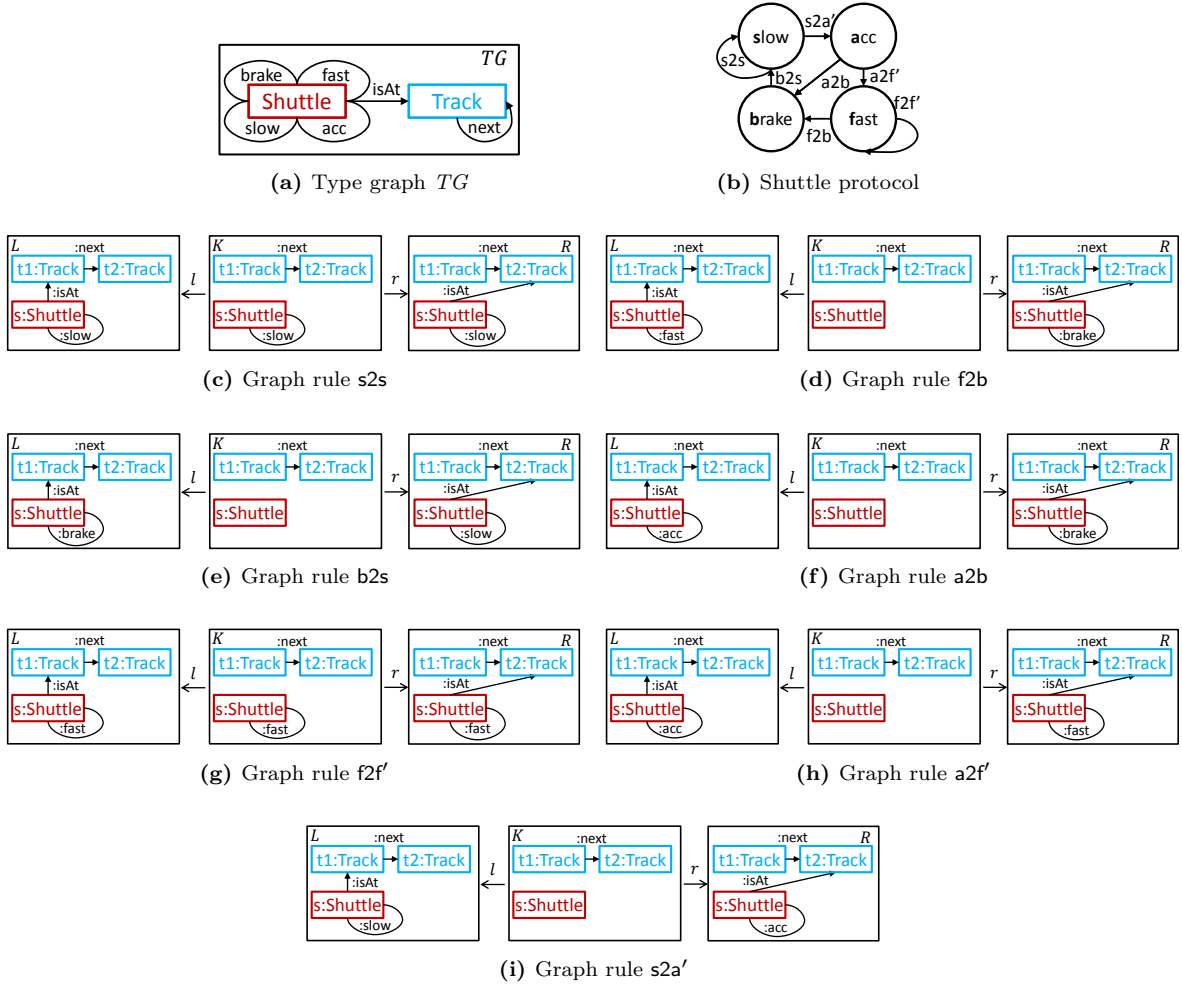 TG
brake fast
isAt
Shuttle Track
slow acc next
(a) Type graph TG
s2a′
slow acc
s2s b2s a2b a2f' f2f'
brake fast
f2b
(b) Shuttle protocol
L :next K :next :next R
t1:Track t2:Track l t1:Track t2:Track r t1:Track t2:Track
:isAt :isAt
s:Shuttle s:Shuttle s:Shuttle
:slow :slow :slow
(c) Graph rule s2s
L :next K :next :next R
t1:Track t2:Track l t1:Track t2:Track r t1:Track t2:Track
:isAt :isAt
s:Shuttle s:Shuttle s:Shuttle
:fast :brake
(d) Graph rule f2b
L :next K :next :next R
t1:Track t2:Track l t1:Track t2:Track r t1:Track t2:Track
:isAt :isAt
s:Shuttle s:Shuttle s:Shuttle
:brake :slow
(e) Graph rule b2s
L :next K :next :next R
t1:Track t2:Track l t1:Track t2:Track r t1:Track t2:Track
:isAt :isAt
s:Shuttle s:Shuttle s:Shuttle
:acc :brake
(f) Graph rule a2b
L :next K :next :next R
t1:Track t2:Track l t1:Track t2:Track r t1:Track t2:Track
:isAt :isAt
s:Shuttle s:Shuttle s:Shuttle
:fast :fast :fast
(g) Graph rule f2f′
L :next K :next :next R
t1:Track t2:Track l t1:Track t2:Track r t1:Track t2:Track
:isAt :isAt
s:Shuttle s:Shuttle s:Shuttle
:acc :fast
(h) Graph rule a2f′
L :next K :next :next R
t1:Track t2:Track l t1:Track t2:Track r t1:Track t2:Track
:isAt :isAt
s:Shuttle s:Shuttle s:Shuttle
:slow :acc
(i) Graph rule s2a′